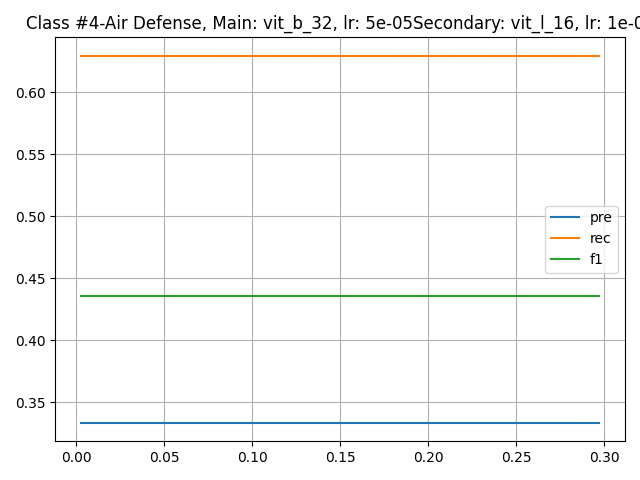 Class #4-Air Defense, Main: vit_b_32, lr: 5e-05Secondary: vit_l_16, lr: 1e-0
0.60
0.55
0.50
0.45
0.40
0.35
pre
rec
f1
0.00 0.05 0.10 0.15 0.20 0.25 0.30